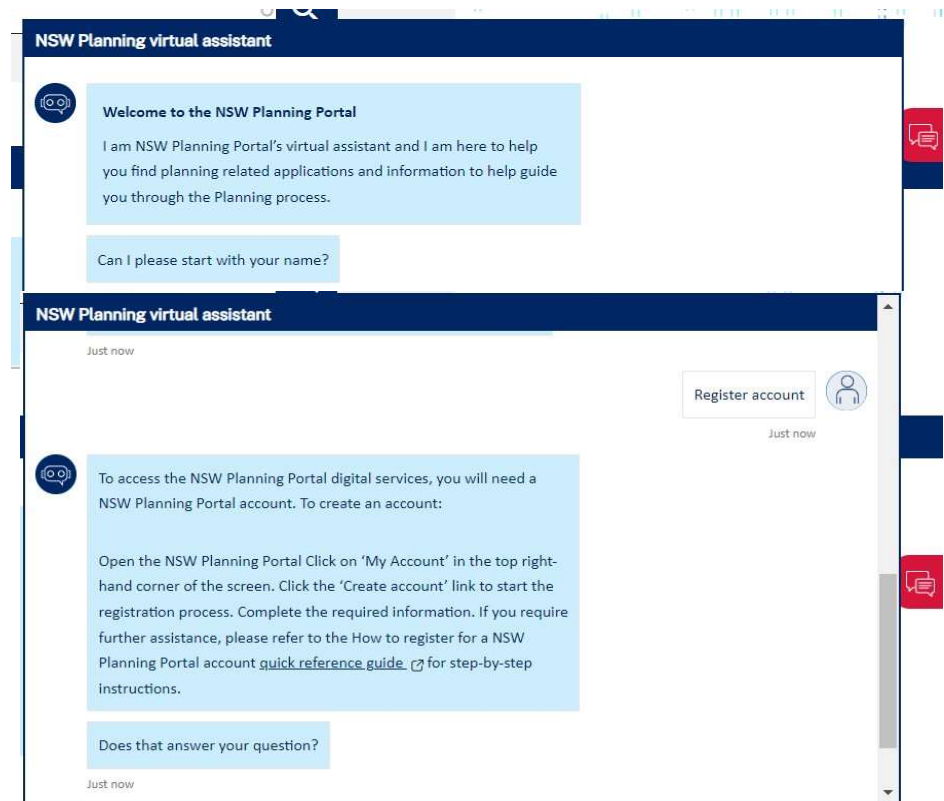 NSW Planning virtual assistant
Welcome to the NSW Planning Portal
I am NSW Planning Portal's virtual assistant and I am here to help
you find planning related applications and information to help guide
you through the Planning process.
Can I please start with your name?
NSW Planning virtual assistant
Just now
Register account
Just now
To access the NSW Planning Portal digital services, you will need a
NSW Planning Portal account. To create an account:
Open the NSW Planning Portal Click on ‘My Account’ in the top right-
hand corner of the screen. Click the ‘Create account’ link to start the
registration process. Complete the required information. If you require
further assistance, please refer to the How to register for a NSW
Planning Portal account quick reference guide for step-by-step
instructions.
Does that answer your question?
Just now